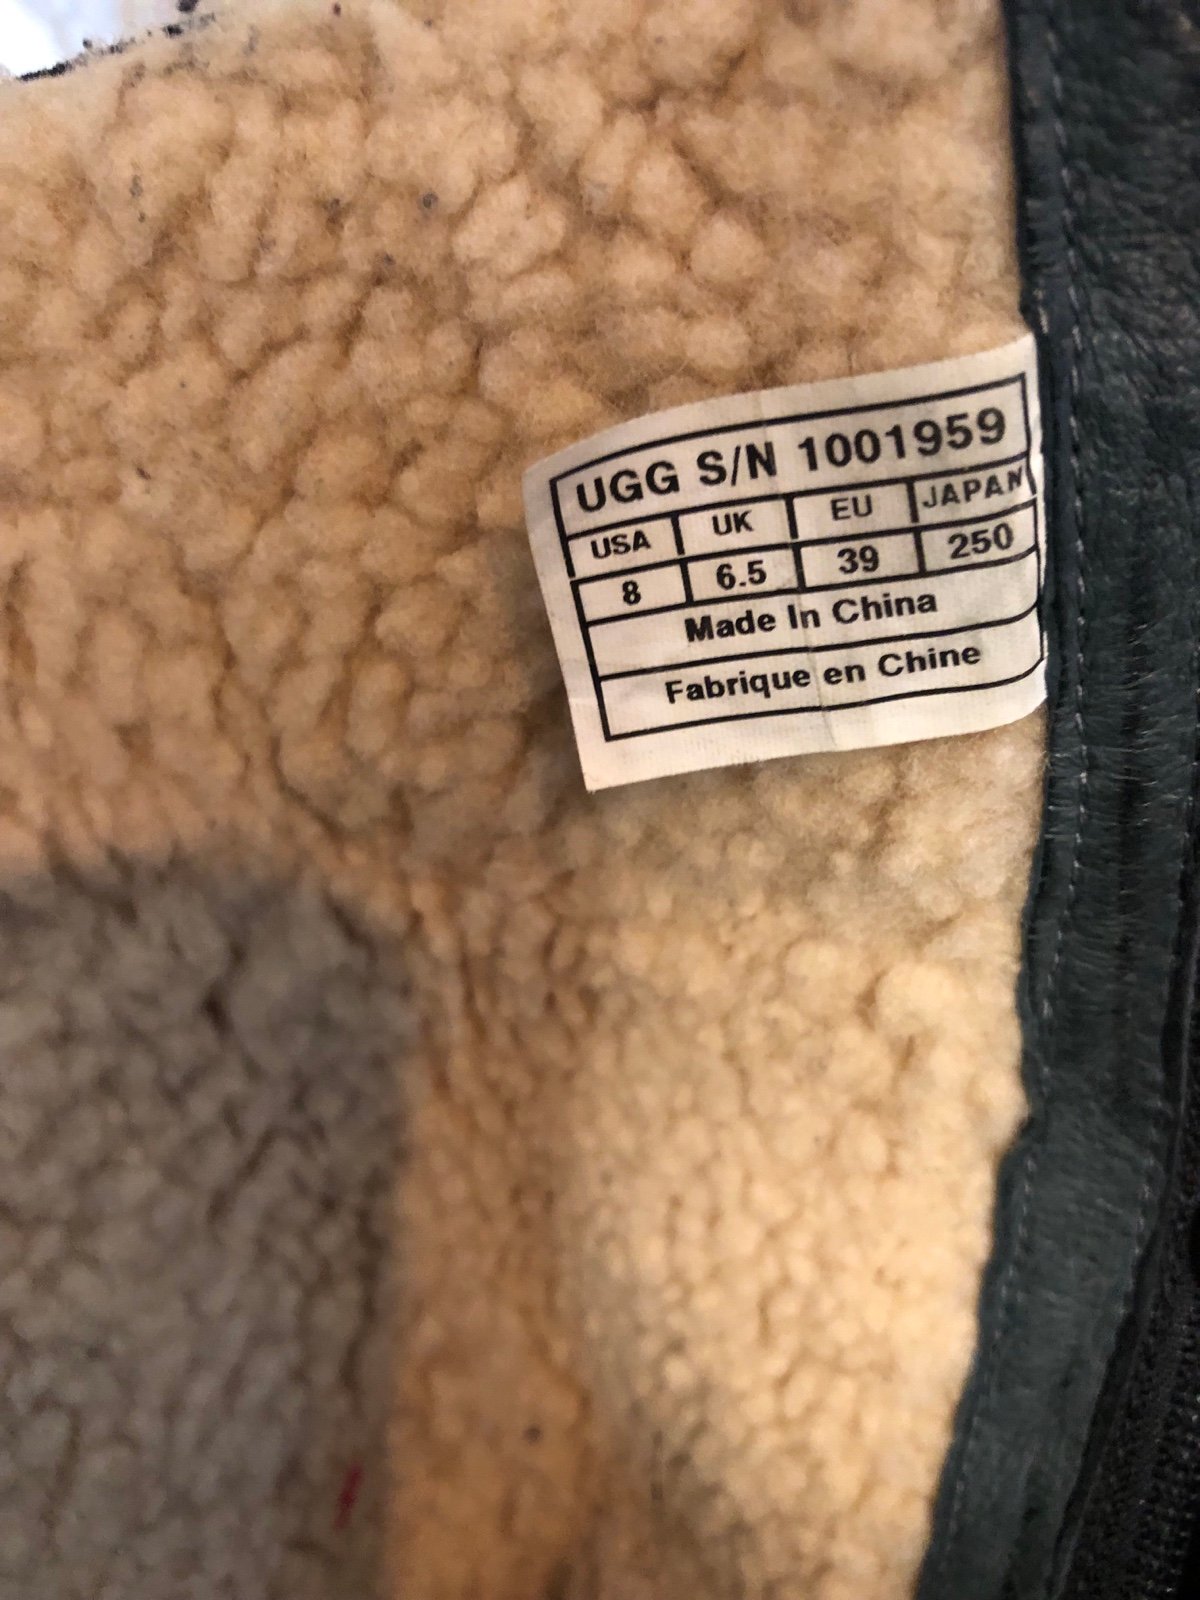 UGG S/N 1001959
USA UK EU JAPAN
8 6.5 39 250
Made In China
Fabrique en Chine